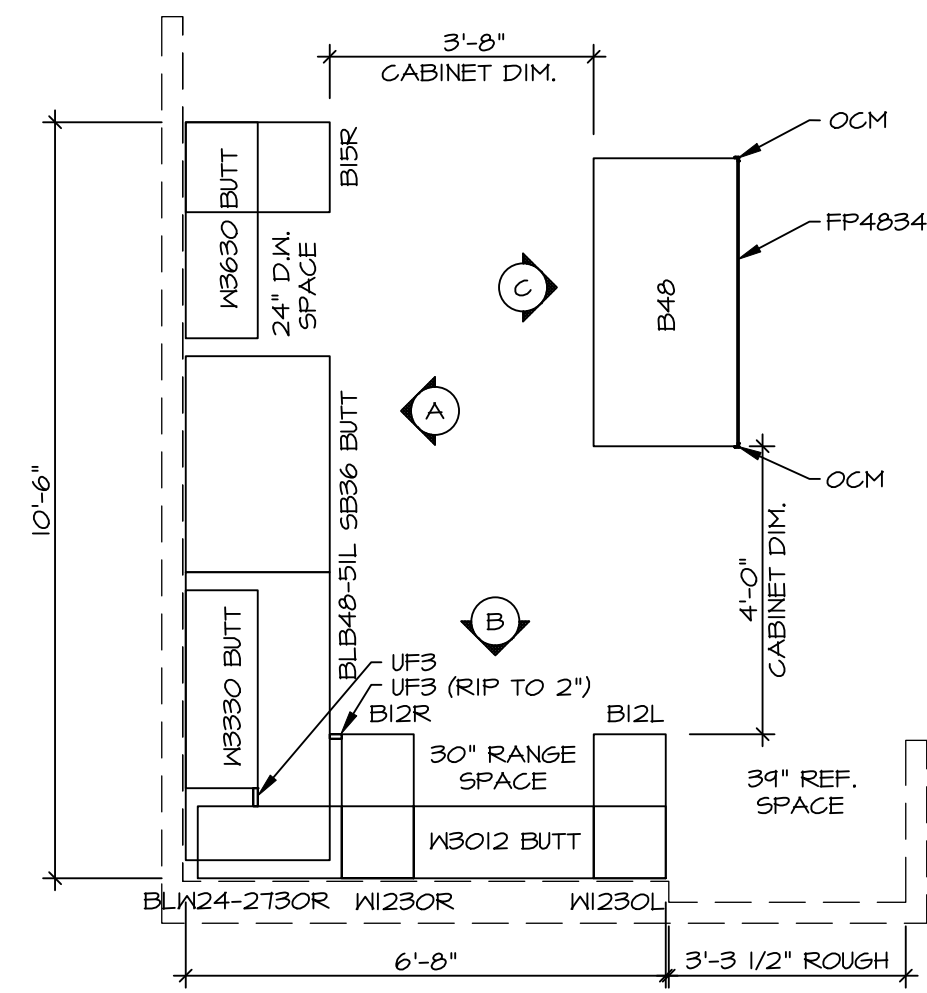 3'-8"
CABINET DIM.
OCM
FP4834
B15R
W3630 BUTT
24" D.W.
SPACE
C
B48
A
OCM
10'-6"
BLB48-51L SB36 BUTT
4'-0"
CABINET DIM.
B
W3330 BUTT
UF3
UF3 (RIP TO 2")
B12R
B12L
30" RANGE
SPACE
39" REF.
SPACE
W3012 BUTT
BLW24-2730R
W1230R
W1230L
6'-8"
3'-3 1/2" ROUGH